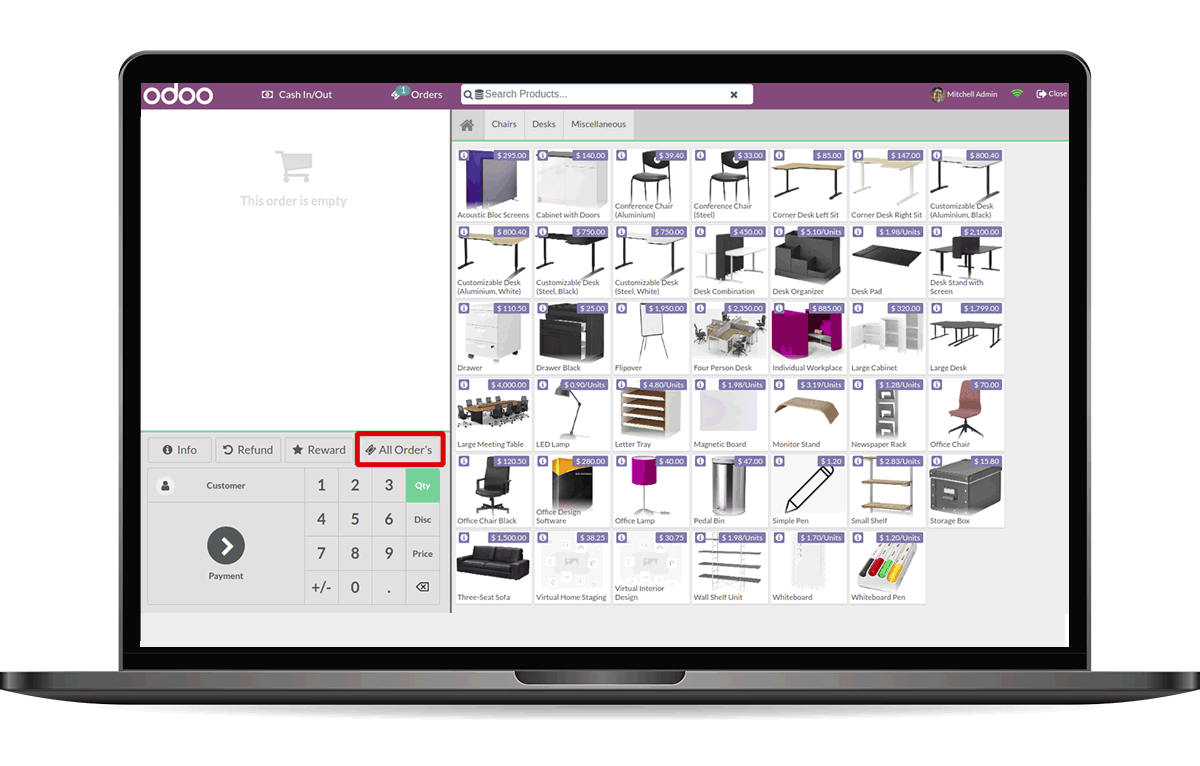 odoo
Cash In/Out
1
Orders
Search Products...
Mitchell Admin
Close
This order is empty
Chairs
Desks
Miscellaneous
$ 295.00
Acoustic Bloc Screens
$ 140.00
Cabinet with Doors
$ 39.40
Conference Chair
(Aluminium)
$ 33.00
Conference Chair
(Steel)
$ 85.00
Corner Desk Left Sit
$ 147.00
Corner Desk Right Sit
$ 800.40
Customizable Desk
(Aluminium, Black)
$ 800.40
Customizable Desk
(Aluminium, White)
$ 750.00
Customizable Desk
(Steel, Black)
$ 750.00
Customizable Desk
(Steel, White)
$ 450.00
Desk Combination
$ 5.10/Units
Desk Organizer
$ 1.98/Units
Desk Pad
$ 2,100.00
Desk Stand with
Screen
$ 110.50
Drawer
$ 25.00
Drawer Black
$ 1,950.00
Flipover
$ 2,350.00
Four Person Desk
$ 885.00
Individual Workplace
$ 320.00
Large Cabinet
$ 1,799.00
Large Desk
$ 4,000.00
Large Meeting Table
$ 0.90/Units
LED Lamp
$ 4.80/Units
Letter Tray
$ 1.98/Units
Magnetic Board
$ 3.19/Units
Monitor Stand
$ 1.28/Units
Newspaper Rack
$ 70.00
Office Chair
$ 120.50
Office Chair Black
$ 280.00
Office Design
Software
$ 40.00
Office Lamp
$ 47.00
Pedal Bin
$ 1.20
Simple Pen
$ 2.83/Units
Small Shelf
$ 15.80
Storage Box
$ 1,500.00
Three-Seat Sofa
$ 38.25
Virtual Home Staging
$ 30.75
Virtual Interior
Design
$ 1.98/Units
Wall Shelf Unit
$ 1.70/Units
Whiteboard
$ 1.20/Units
Whiteboard Pen
Info
Refund
Reward
All Order's
Customer
Payment
1 2 3 Qty
4 5 6 Disc
7 8 9 Price
+/- 0 .